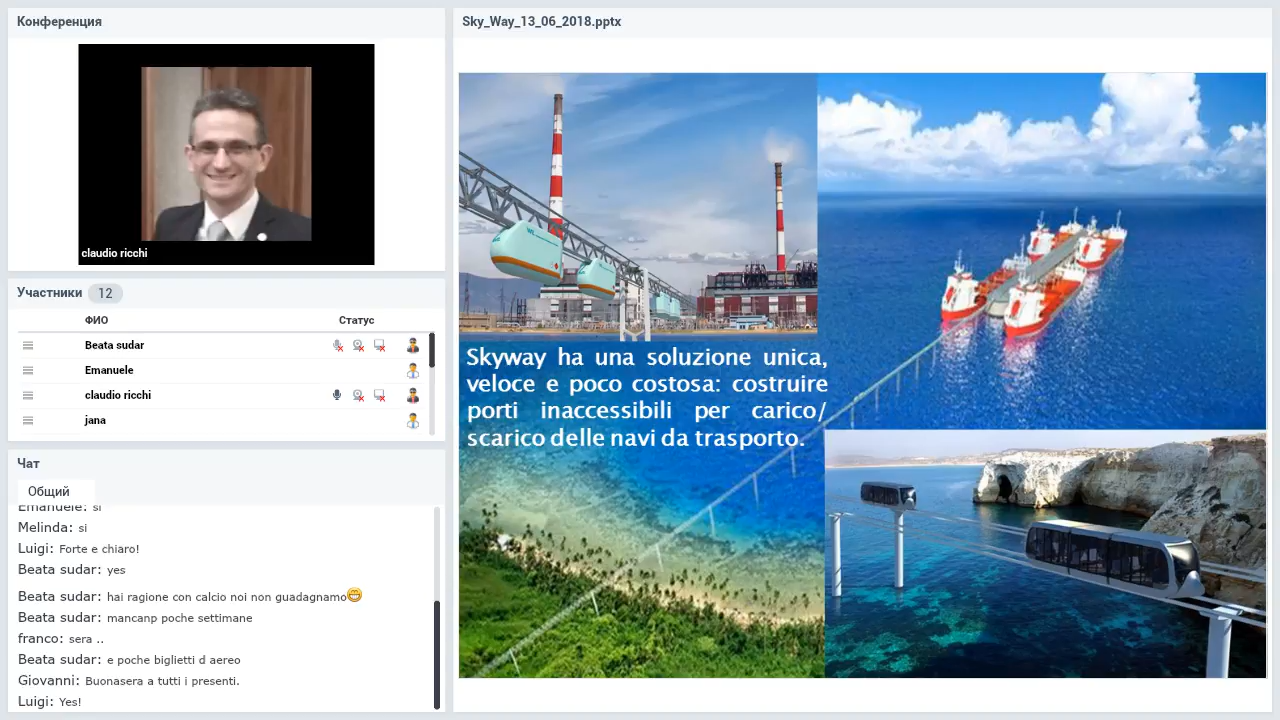 Конференция
claudio ricchi
Участники 12
ФИО Статус
Beata sudar
Emanuele
claudio ricchi
jana
Чат
Общий
Emanuele: si
Melinda: si
Luigi: Forte e chiaro!
Beata sudar: yes
Beata sudar: hai ragione con calcio noi non guadagnamo
Beata sudar: mancanp poche settimane
franco: sera ..
Beata sudar: e poche biglietti d aereo
Giovanni: Buonasera a tutti i presenti.
Luigi: Yes!
Sky_Way_13_06_2018.pptx
Skyway ha una soluzione unica,
veloce e poco costosa: costruire
porti inaccessibili per carico/
scarico delle navi da trasporto.